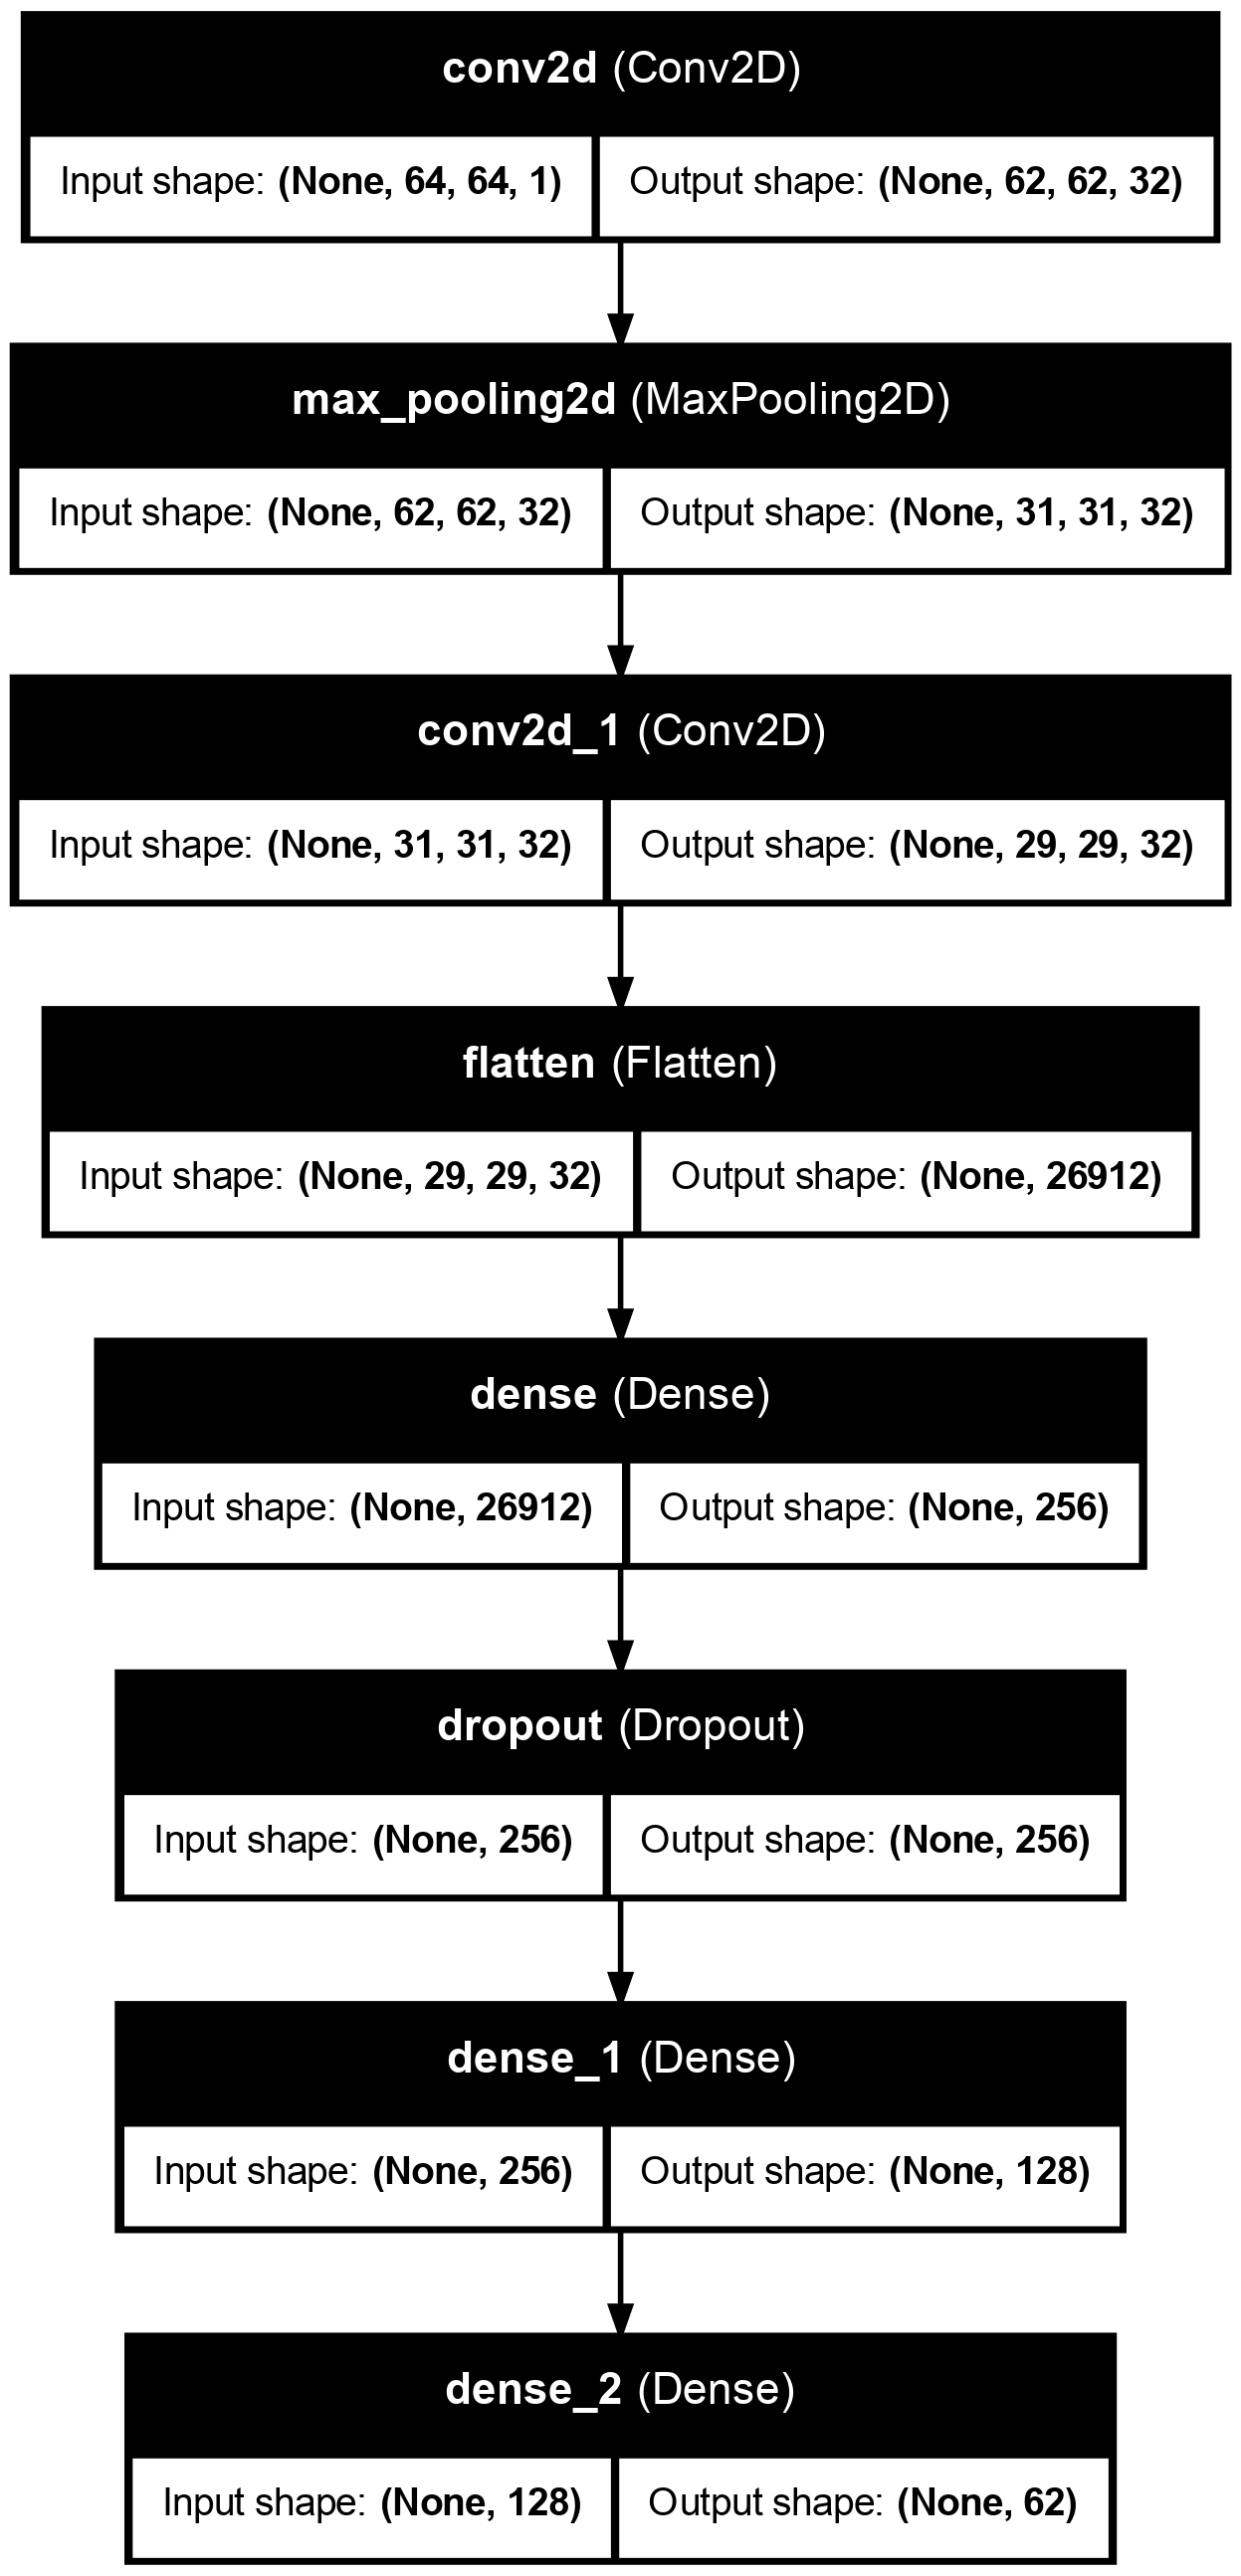 conv2d (Conv2D)
Input shape: (None, 64, 64, 1) Output shape: (None, 62, 62, 32)
max_pooling2d (MaxPooling2D)
Input shape: (None, 62, 62, 32) Output shape: (None, 31, 31, 32)
conv2d_1 (Conv2D)
Input shape: (None, 31, 31, 32) Output shape: (None, 29, 29, 32)
flatten (Flatten)
Input shape: (None, 29, 29, 32) Output shape: (None, 26912)
dense (Dense)
Input shape: (None, 26912) Output shape: (None, 256)
dropout (Dropout)
Input shape: (None, 256) Output shape: (None, 256)
dense_1 (Dense)
Input shape: (None, 256) Output shape: (None, 128)
dense_2 (Dense)
Input shape: (None, 128) Output shape: (None, 62)